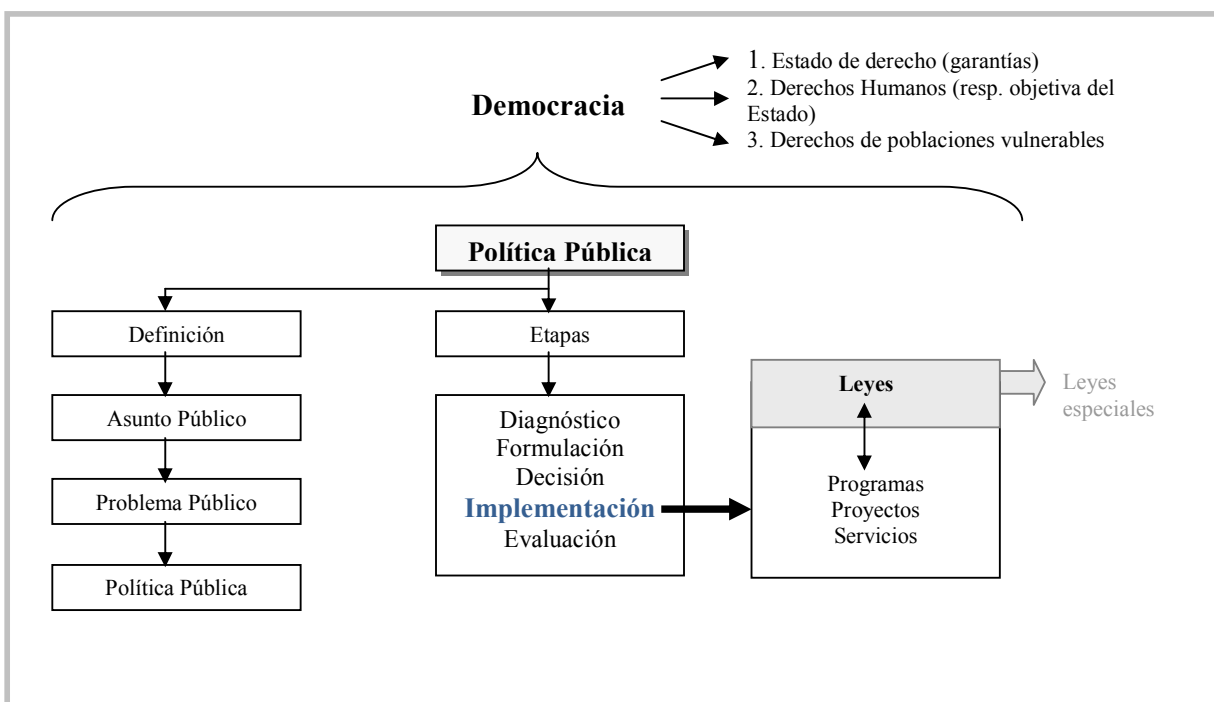 1. Estado de derecho (garantías)
2. Derechos Humanos (resp. objetiva del
Estado)
3. Derechos de poblaciones vulnerables
Democracia
Política Pública
Definición
Asunto Público
Problema Público
Política Pública
Etapas
Diagnóstico
Formulación
Decisión
Implementación
Evaluación
Leyes
Programas
Proyectos
Servicios
Leyes
especiales